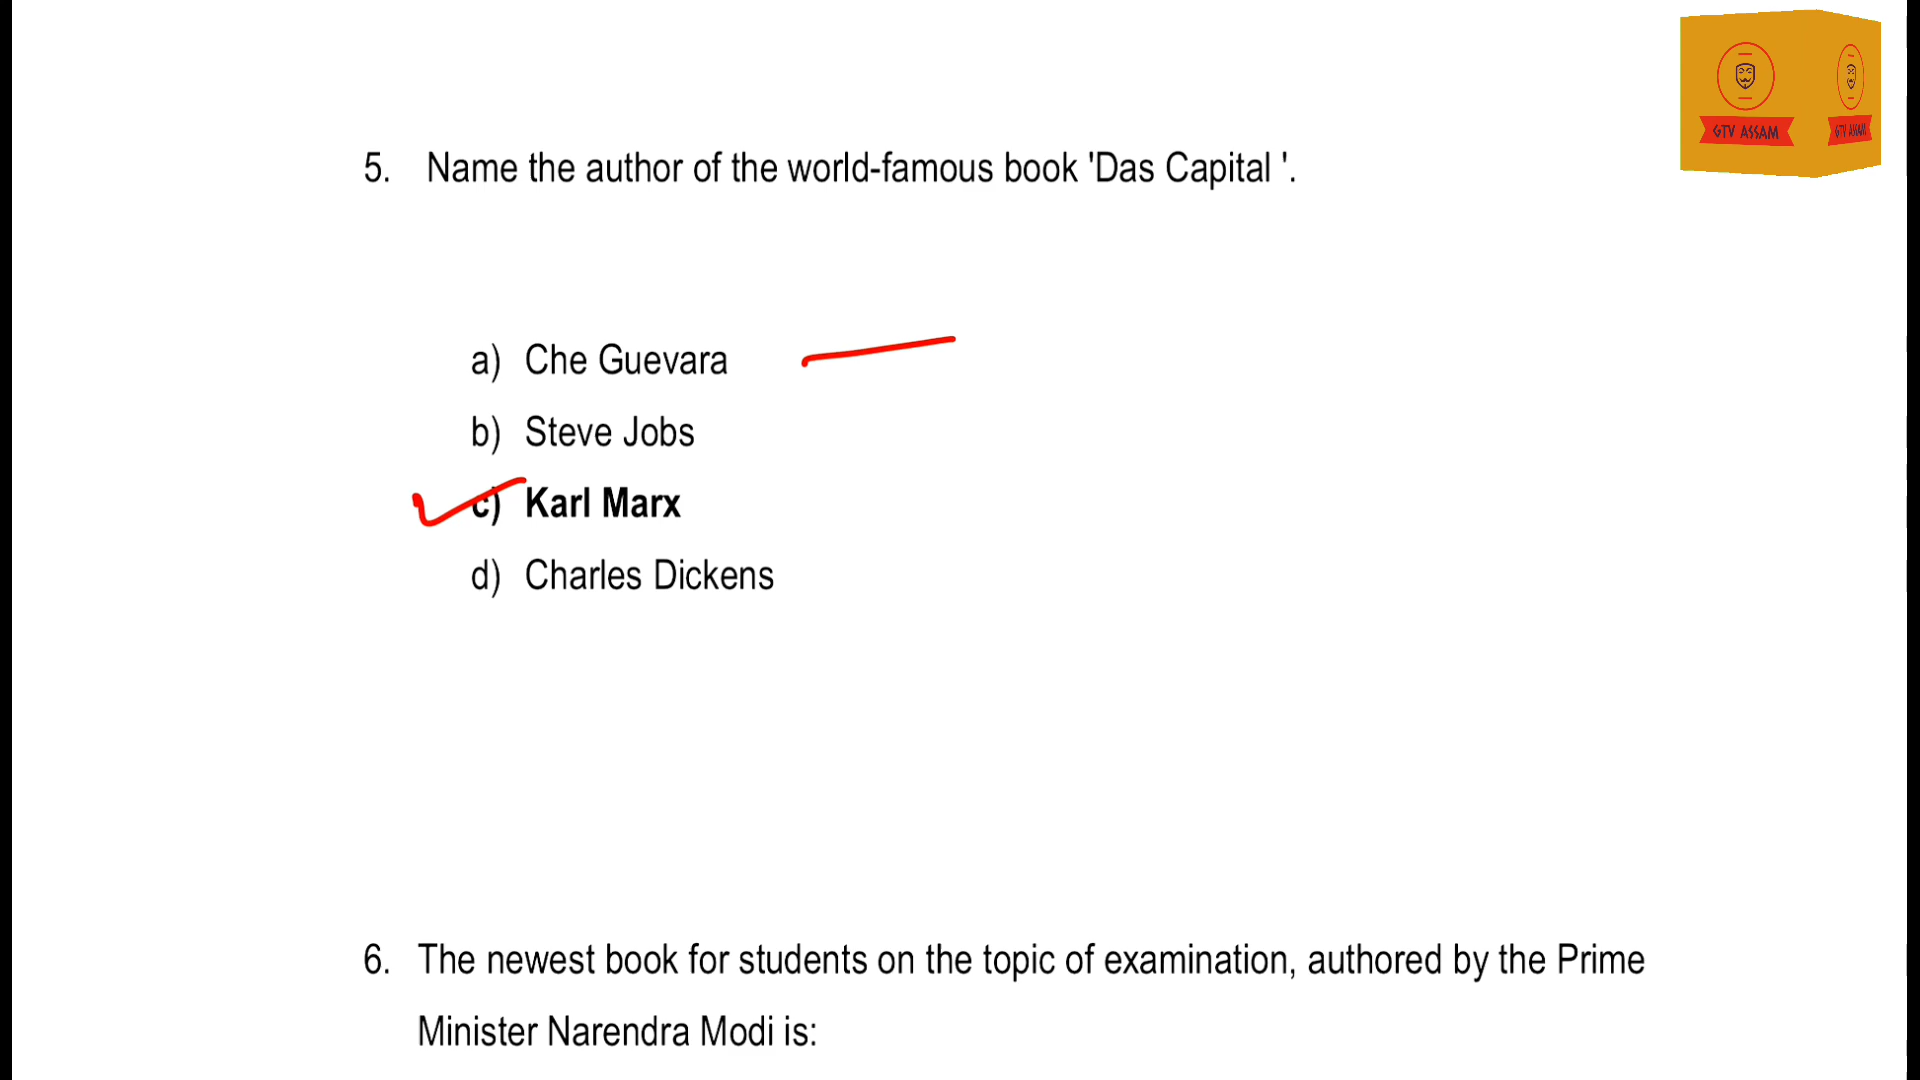 GTV ASSAM
GTV ASSAM
5. Name the author of the world-famous book 'Das Capital '.
a) Che Guevara
b) Steve Jobs
c) Karl Marx
d) Charles Dickens
6. The newest book for students on the topic of examination, authored by the Prime
Minister Narendra Modi is: